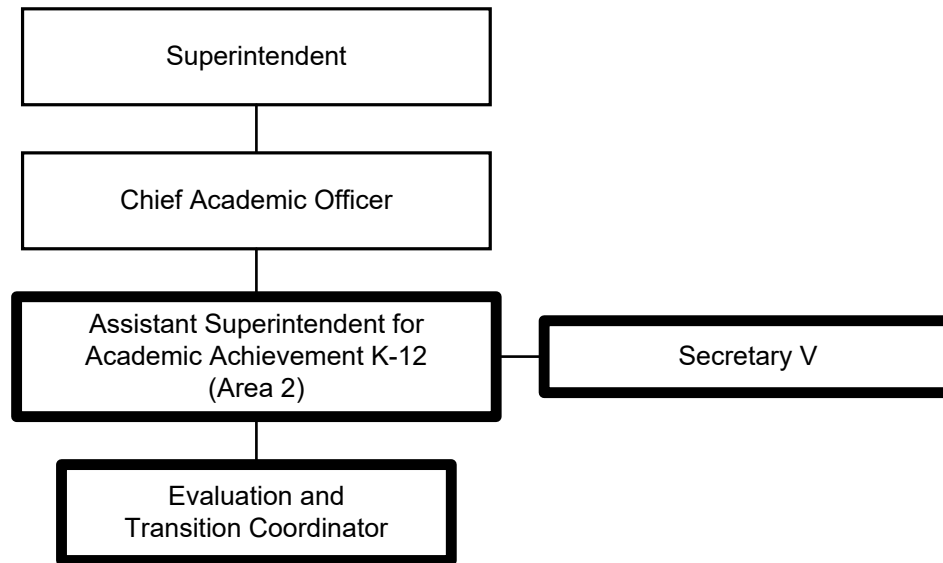 Superintendent
Chief Academic Officer
Assistant Superintendent for
Academic Achievement K-12
(Area 2)
Secretary V
Evaluation and
Transition Coordinator